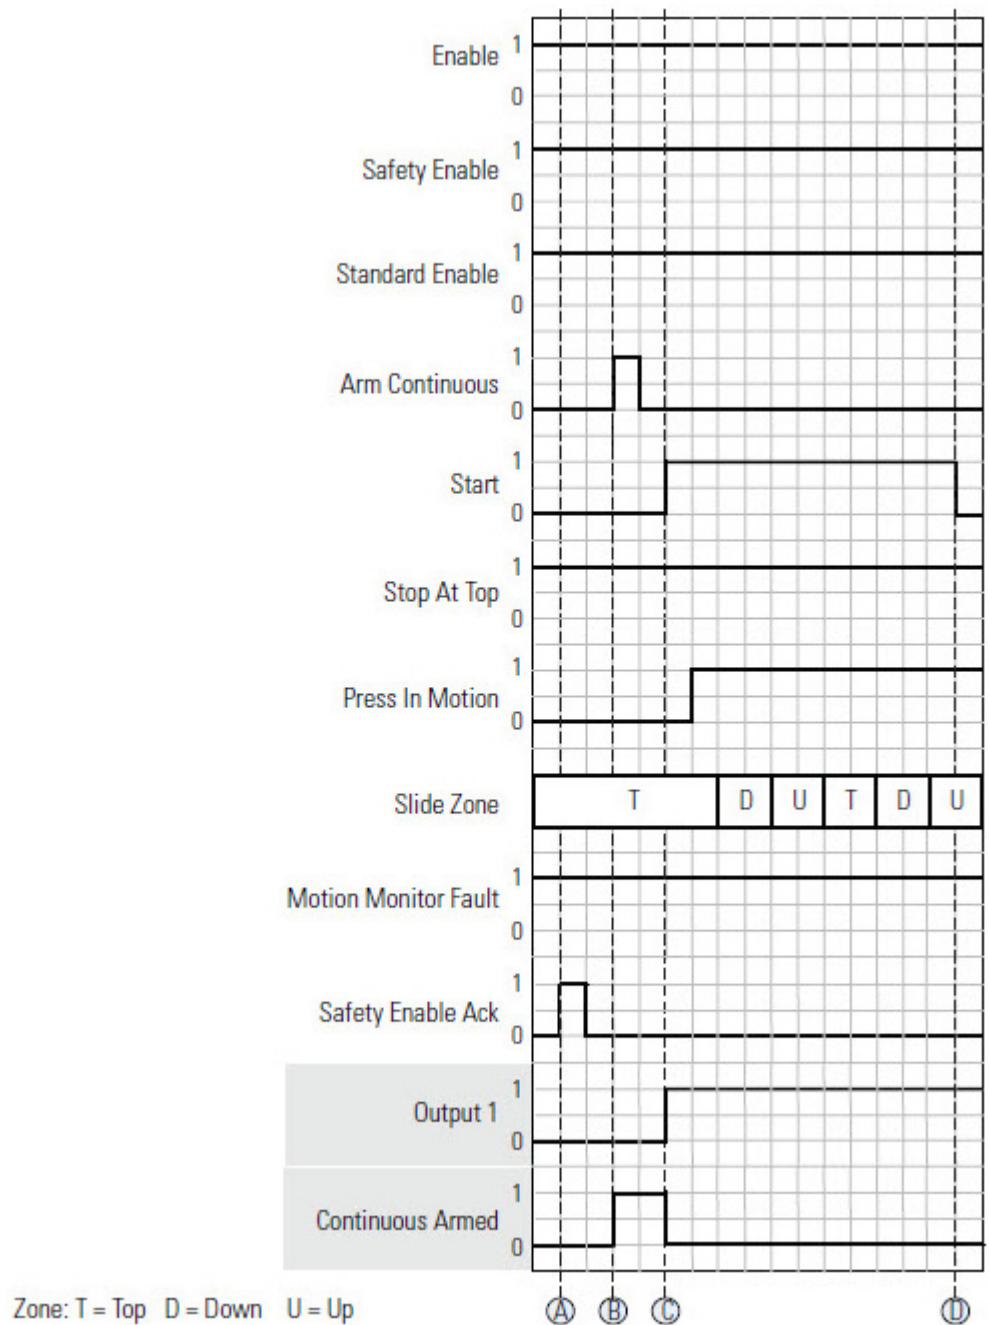 Enable 1
0
Safety Enable 1
0
Standard Enable 1
0
Arm Continuous 1
0
Start 1
0
Stop At Top 1
0
Press In Motion 1
0
Slide Zone T D U T D U
Motion Monitor Fault 1
0
Safety Enable Ack 1
0
Output 1 1
0
Continuous Armed 1
0
Zone: T = Top D = Down U = Up A B C D